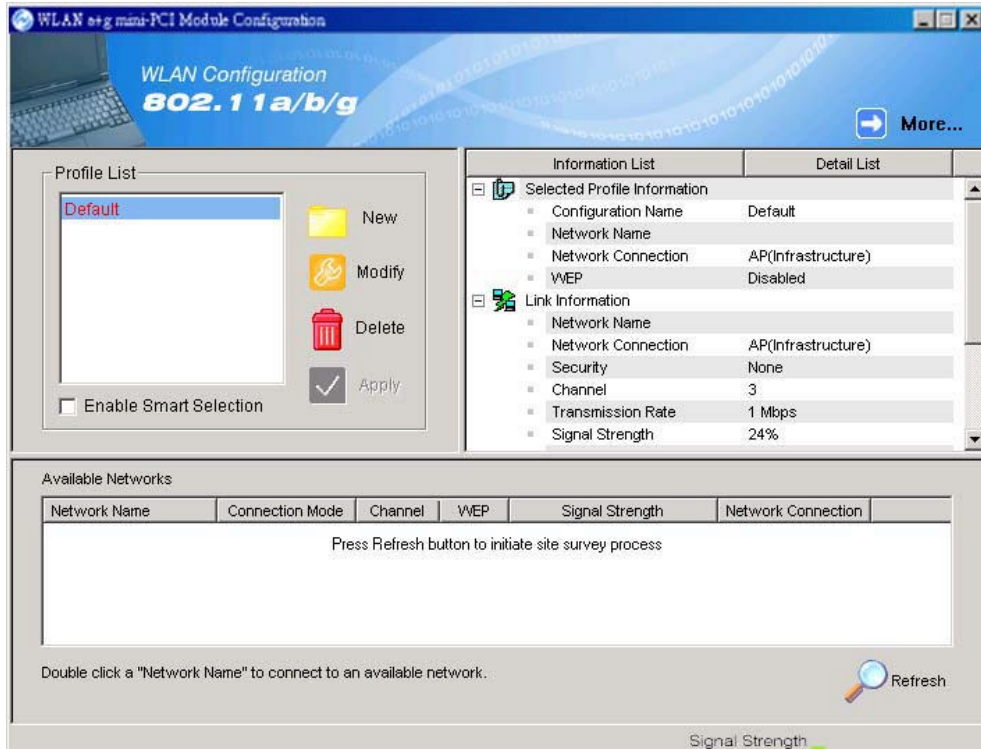 WLAN a+g mini-PCI Module Configuration
WLAN Configuration
802.11a/b/g
More...
Profile List
Default
New
Modify
Delete
Apply
Enable Smart Selection
Information List Detail List
Selected Profile Information
Configuration Name Default
Network Name
Network Connection AP(Infrastructure)
WEP Disabled
Link Information
Network Name
Network Connection AP(Infrastructure)
Security None
Channel 3
Transmission Rate 1 Mbps
Signal Strength 24%
Available Networks
Network Name Connection Mode Channel WEP Signal Strength Network Connection
Press Refresh button to initiate site survey process
Double click a "Network Name" to connect to an available network.
Refresh
Signal Strength